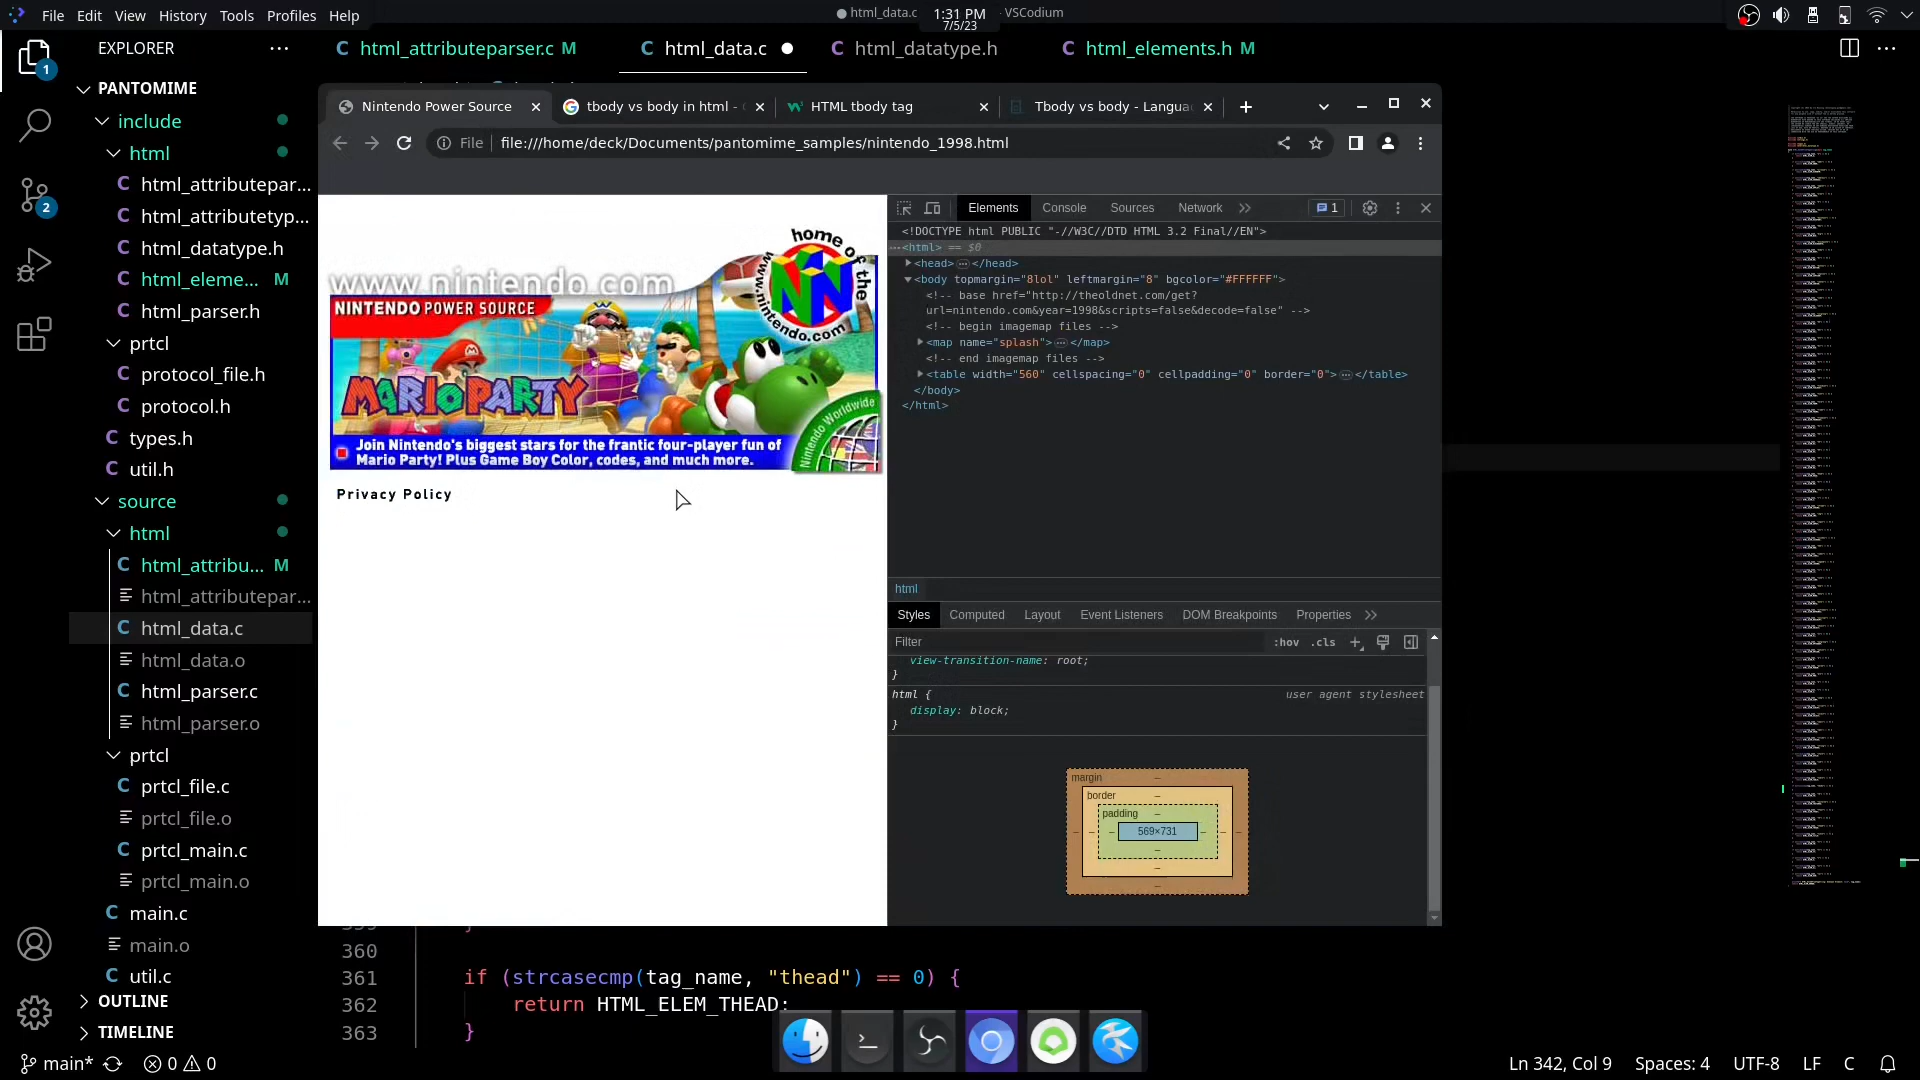 File Edit View History Tools Profiles Help
html_data.c
1:31 PM
- VSCodium
7/5/23
EXPLORER
html_attributeparser.c M
html_data.c
html_datatype.h
html_elements.h M
1
PANTOMIME
include
html
html_attributepar...
html_attributetyp...
html_datatype.h
html_eleme... M
html_parser.h
prtcl
protocol_file.h
protocol.h
types.h
util.h
source
html
html_attribu... M
html_attributepar...
html_data.c
html_data.o
html_parser.c
html_parser.o
prtcl
prtcl_file.c
prtcl_file.o
prtcl_main.c
prtcl_main.o
main.c
main.o
util.c
OUTLINE
TIMELINE
2
Nintendo Power Source
tbody vs body in html -
HTML tbody tag
Tbody vs body - Langua
File
file:///home/deck/Documents/pantomime_samples/nintendo_1998.html
home of the
www.nintendo.com
www.nintendo.com
NINTENDO POWER SOURCE
MARIO PARTY
Nintendo Worldwide
Join Nintendo's biggest stars for the frantic four-player fun of
Mario Party! Plus Game Boy Color, codes, and much more.
Privacy Policy
Elements Console Sources Network 1
<!DOCTYPE html PUBLIC "-//W3C//DTD HTML 3.2 Final//EN">
<html> == $0
<head> … </head>
<body topmargin="8lol" leftmargin="8" bgcolor="#FFFFFF">
<!-- base href="http://theoldnet.com/get?
url=nintendo.com&year=1998&scripts=false&decode=false" -->
<!-- begin imagemap files -->
<map name="splash"> … </map>
<!-- end imagemap files -->
<table width="560" cellspacing="0" cellpadding="0" border="0"> … </table>
</body>
</html>
html
Styles Computed Layout Event Listeners DOM Breakpoints Properties
Filter
:hov .cls
view-transition-name: root;
}
html {
user agent stylesheet
display: block;
}
margin –
border –
padding –
– – – 569×731 – – –
–
–
–
360
361 if (strcasecmp(tag_name, "thead") == 0) {
362 return HTML_ELEM_THEAD;
363 }
main* 0 0
Ln 342, Col 9 Spaces: 4 UTF-8 LF C